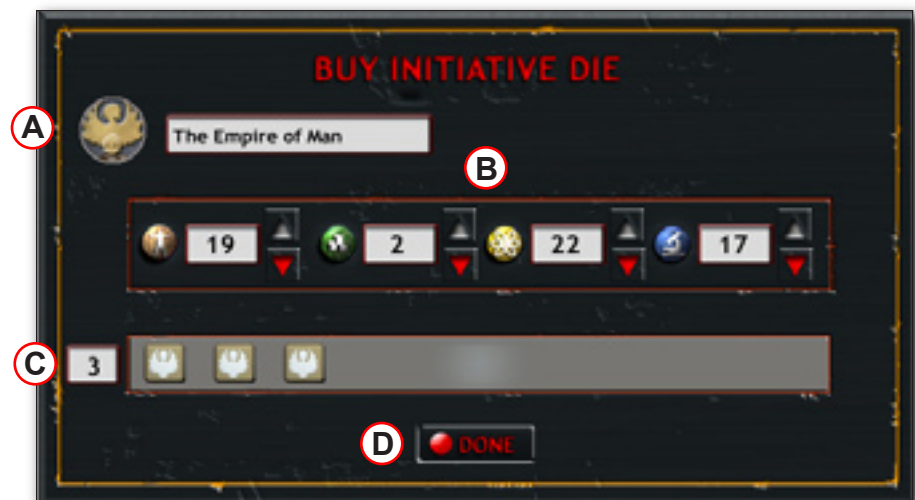 BUY INITIATIVE DIE
A
The Empire of Man
B
19 2 22 17
C 3
D DONE